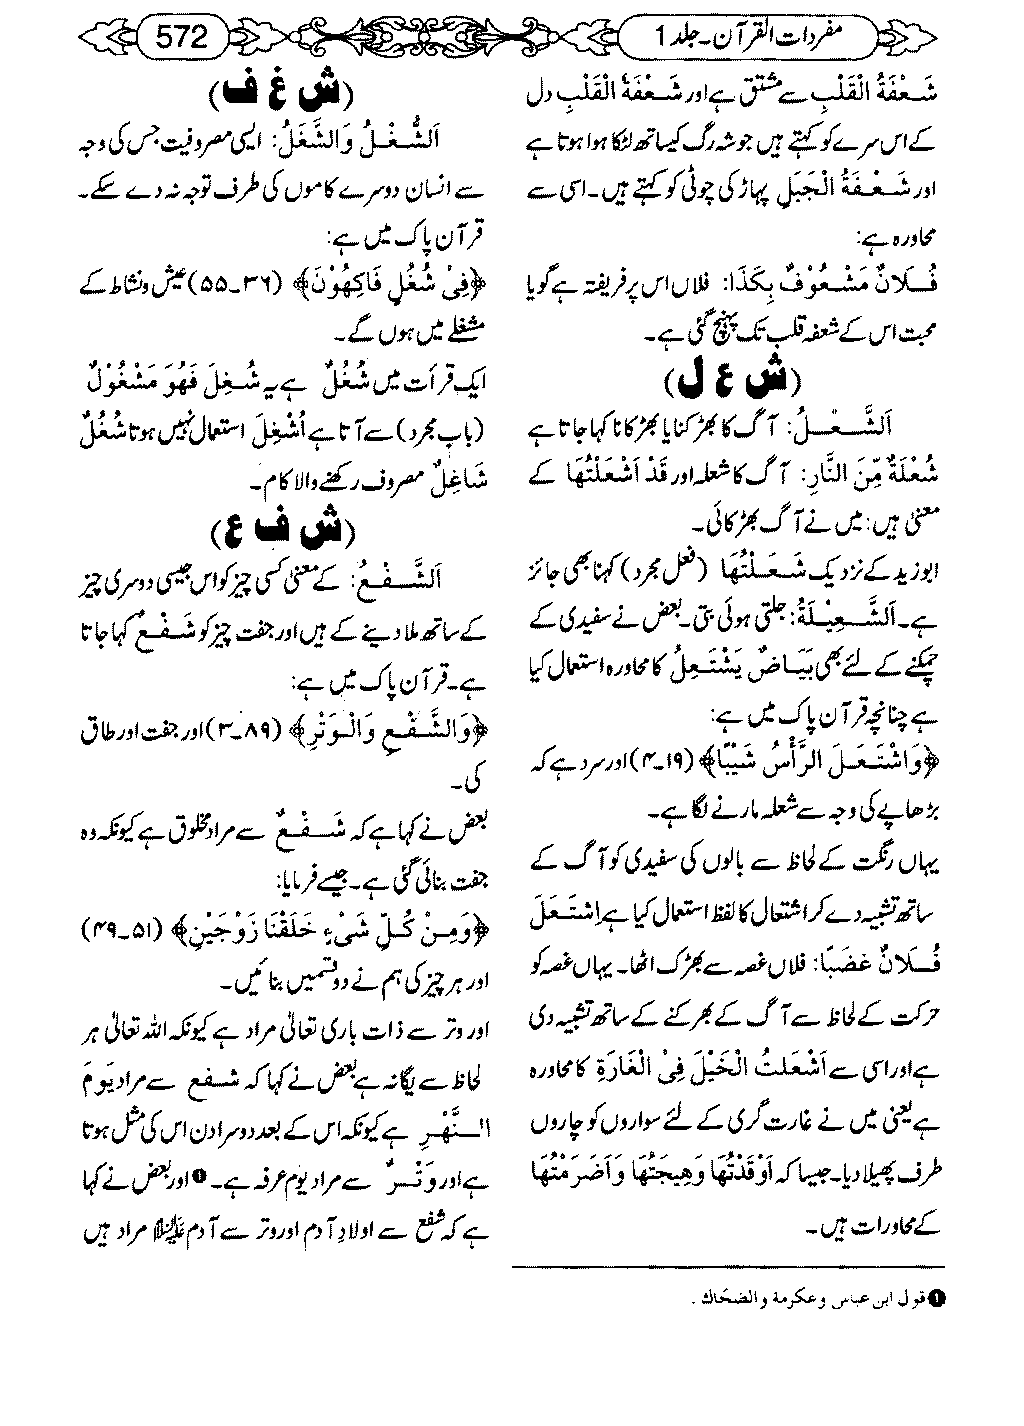 مفردات القرآن۔جلد 1
572
شَعْفَةُ الْقَلْبِ سے مشتق ہے اور شَعْفَةُ الْقَلْبِ دل
کے اس سرے کو کہتے ہیں جو شہ رگ کیساتھ لٹکا ہوا ہوتا ہے
اور شَعْفَةُ الْجَبَلِ پہاڑ کی چوٹی کو کہتے ہیں۔اسی سے
محاورہ ہے:
فُلَانٌ مَشْعُوْفٌ بِكَذَا: فلاں اس پر فریفتہ ہے گویا
محبت اس کے شعفہ قلب تک پہنچ گئی ہے۔
(ش ع ل)
اَلشَّعْلُ: آگ کا بھڑکنا یا بھڑکانا کہا جاتا ہے
شُعْلَةٌ مِّنَ النَّارِ: آگ کا شعلہ اور قَدْ اَشْعَلْتُهَا کے
معنیٰ ہیں: میں نے آگ بھڑکائی۔
ابوزید کے نزدیک شَعَلْتُهَا (فعل مجرد) کہنا بھی جائز
ہے۔اَلشَّعِيْلَةُ: جلتی ہوئی بتی۔بعض نے سفیدی کے
چمکنے کے لئے بھی بَيَاضٌ يَشْتَعِلُ کا محاورہ استعمال کیا
ہے چنانچہ قرآن پاک میں ہے:
﴿وَاشْتَعَلَ الرَّأْسُ شَيْبًا﴾ (۱۹۔۴) اور سر د ہے کہ
بڑھاپے کی وجہ سے شعلہ مارنے لگا ہے۔
یہاں رنگت کے لحاظ سے بالوں کی سفیدی کو آگ کے
ساتھ تشبیہ دے کر اشتعال کا لفظ استعمال کیا ہے اِشْتَعَلَ
فُلَانٌ غَضَبًا: فلاں غصہ سے بھڑک اٹھا۔یہاں غصہ کو
حرکت کے لحاظ سے آگ کے بھرکنے کے ساتھ تشبیہ دی
ہے اور اسی سے اَشْعَلْتُ الْخَيْلَ فِیْ الْغَارَةِ کا محاورہ
ہے یعنی میں نے غارت گری کے لئے سواروں کو چاروں
طرف پھیلا دیا۔جیسا کہ اَوْقَدْتُهَا وَهَيَجْتُهَا وَاَضْرَمْتُهَا
کے محاورات ہیں۔
(ش غ ف)
اَلشُّغْلُ وَالشَّغَلُ: ایسی مصروفیت جس کی وجہ
سے انسان دوسرے کاموں کی طرف توجہ نہ دے سکے۔
قرآن پاک میں ہے:
﴿فِیْ شُغُلٍ فَاكِهُوْنَ﴾ (۳۶۔۵۵) عیش ونشاط کے
مشغلے میں ہوں گے۔
ایک قرآت میں شُغُلٌ ہے یہ شُغِلَ فَهُوَ مَشْغُوْلٌ
(باب مجرد) سے آتا ہے اُشْغِلَ استعمال نہیں ہوتا شُغُلٌ
شَاغِلٌ مصروف رکھنے والا کام۔
(ش ف ع)
اَلشَّفْعُ: کے معنیٰ کسی چیز کو اس جیسی دوسری چیز
کے ساتھ ملا دینے کے ہیں اور جفت چیز کو شَفْعٌ کہا جاتا
ہے۔قرآن پاک میں ہے:
﴿وَالشَّفْعِ وَالْوَتْرِ﴾ (۸۹۔۳) اور جفت اور طاق
کی۔
بعض نے کہا ہے کہ شَفْعٌ سے مراد مخلوق ہے کیونکہ وہ
جفت بنائی گئی ہے۔جیسے فرمایا:
﴿وَمِنْ كُلِّ شَیْءٍ خَلَقْنَا زَوْجَيْنِ﴾ (۵۱۔۴۹)
اور ہر چیز کی ہم نے دو قسمیں بنائیں۔
اور وتر سے ذات باری تعالیٰ مراد ہے کیونکہ اللہ تعالیٰ ہر
لحاظ سے یگانہ ہے بعض نے کہا کہ شفع سے مراد يَوْمَ
النَّهْرِ ہے کیونکہ اس کے بعد دوسرا دن اس کی مثل ہوتا
ہے اور وَتْرٌ سے مراد یوم عرفہ ہے۔❶ اور بعض نے کہا
ہے کہ شفع سے اولادِ آدم اور وتر سے آدم علیہ السلام مراد ہیں
❶ قول ابن عباس وعكرمة والضحاك .